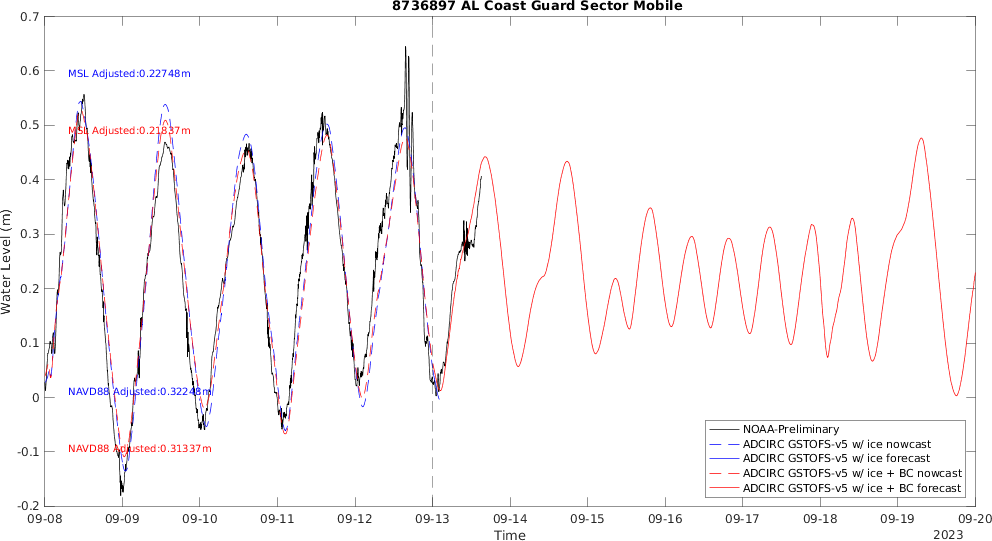 8736897 AL Coast Guard Sector Mobile
0.7
0.6
0.5
0.4
0.3
0.2
0.1
0
-0.1
-0.2
Water Level (m)
MSL Adjusted:0.22748m
MSL Adjusted:0.21837m
NAVD88 Adjusted:0.32248m
NAVD88 Adjusted:0.31337m
NOAA-Preliminary
ADCIRC GSTOFS-v5 w/ ice nowcast
ADCIRC GSTOFS-v5 w/ ice forecast
ADCIRC GSTOFS-v5 w/ ice + BC nowcast
ADCIRC GSTOFS-v5 w/ ice + BC forecast
09-08 09-09 09-10 09-11 09-12 09-13 09-14 09-15 09-16 09-17 09-18 09-19 09-20
Time
2023